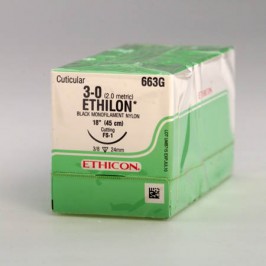 Cuticular
663G
3-0 (2.0 metric)
ETHILON*
BLACK MONOFILAMENT NYLON
18" (45 cm)
Cutting
FS-1
3/8 24mm
ETHICON